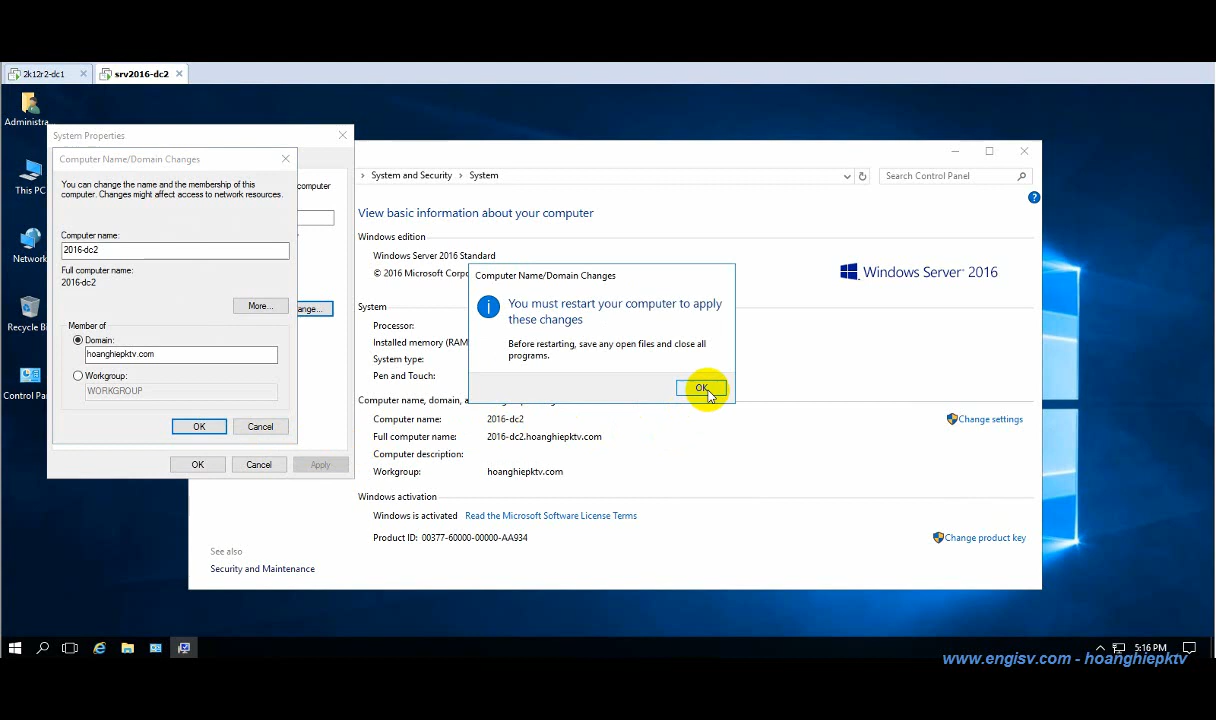 2k12r2-dc1
srv2016-dc2
Administra
This PC
Network
Recycle Bi
Control Pa
System Properties
Computer Name/Domain Changes
You can change the name and the membership of this
computer. Changes might affect access to network resources.
Computer name:
2016-dc2
Full computer name:
2016-dc2
More...
Member of
Domain:
hoanghiepktv.com
Workgroup:
WORKGROUP
OK
Cancel
computer
ange...
OK
Cancel
Apply
System and Security
System
Search Control Panel
View basic information about your computer
Windows edition
Windows Server 2016 Standard
© 2016 Microsoft Corpo
Windows Server® 2016
System
Processor:
Installed memory (RAM
System type:
Pen and Touch:
Computer Name/Domain Changes
You must restart your computer to apply
these changes
Before restarting, save any open files and close all
programs.
OK
Computer name, domain, a
Computer name:
2016-dc2
Change settings
Full computer name:
2016-dc2.hoanghiepktv.com
Computer description:
Workgroup:
hoanghiepktv.com
Windows activation
Windows is activated
Read the Microsoft Software License Terms
Product ID: 00377-60000-00000-AA934
Change product key
See also
Security and Maintenance
5:16 PM
www.engisv.com - hoanghiepktv